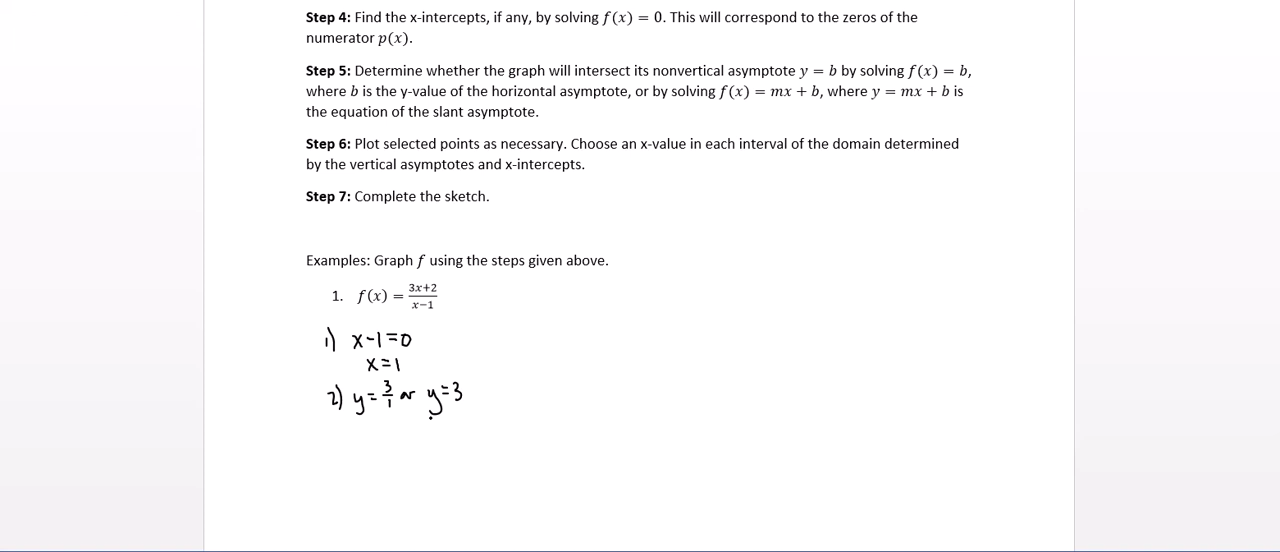 Step 4: Find the x-intercepts, if any, by solving f(x) = 0. This will correspond to the zeros of the
numerator p(x).
Step 5: Determine whether the graph will intersect its nonvertical asymptote y = b by solving f(x) = b,
where b is the y-value of the horizontal asymptote, or by solving f(x) = mx + b, where y = mx + b is
the equation of the slant asymptote.
Step 6: Plot selected points as necessary. Choose an x-value in each interval of the domain determined
by the vertical asymptotes and x-intercepts.
Step 7: Complete the sketch.
Examples: Graph f using the steps given above.
1. f(x) = (3x+2)/(x−1)
1) x-1=0
x=1
2) y=3/1 or y=3